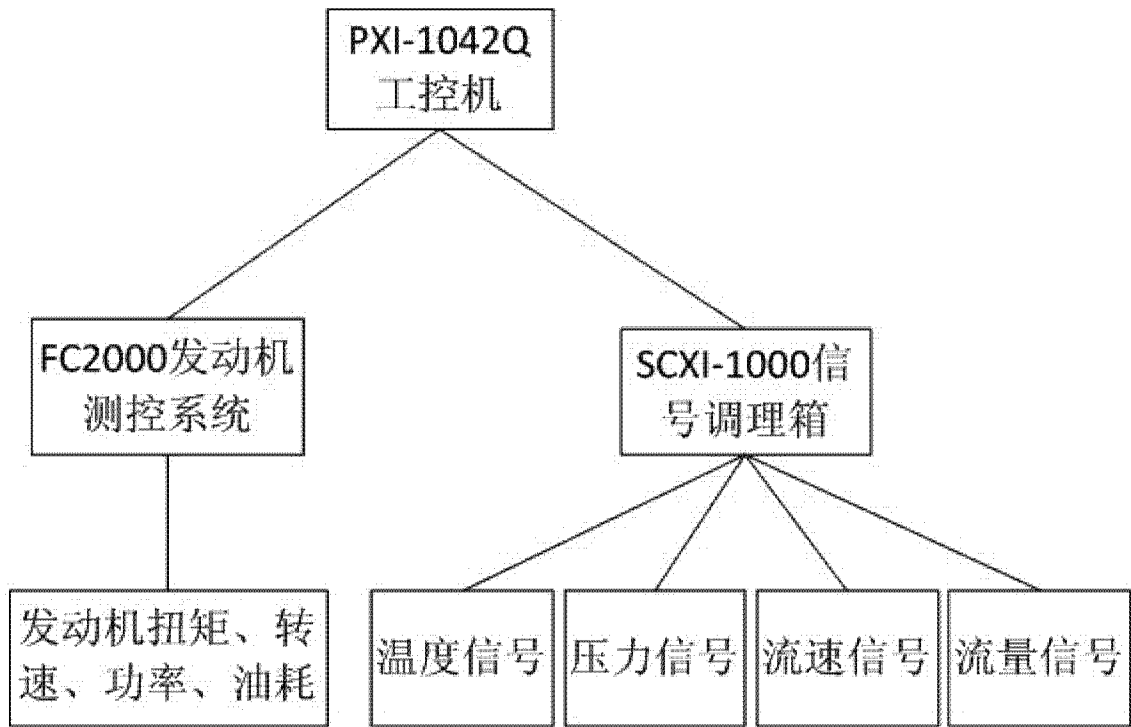 PXI-1042Q
工控机
FC2000发动机
测控系统
SCXI-1000信
号调理箱
发动机扭矩、转
速、功率、油耗
温度信号
压力信号
流速信号
流量信号